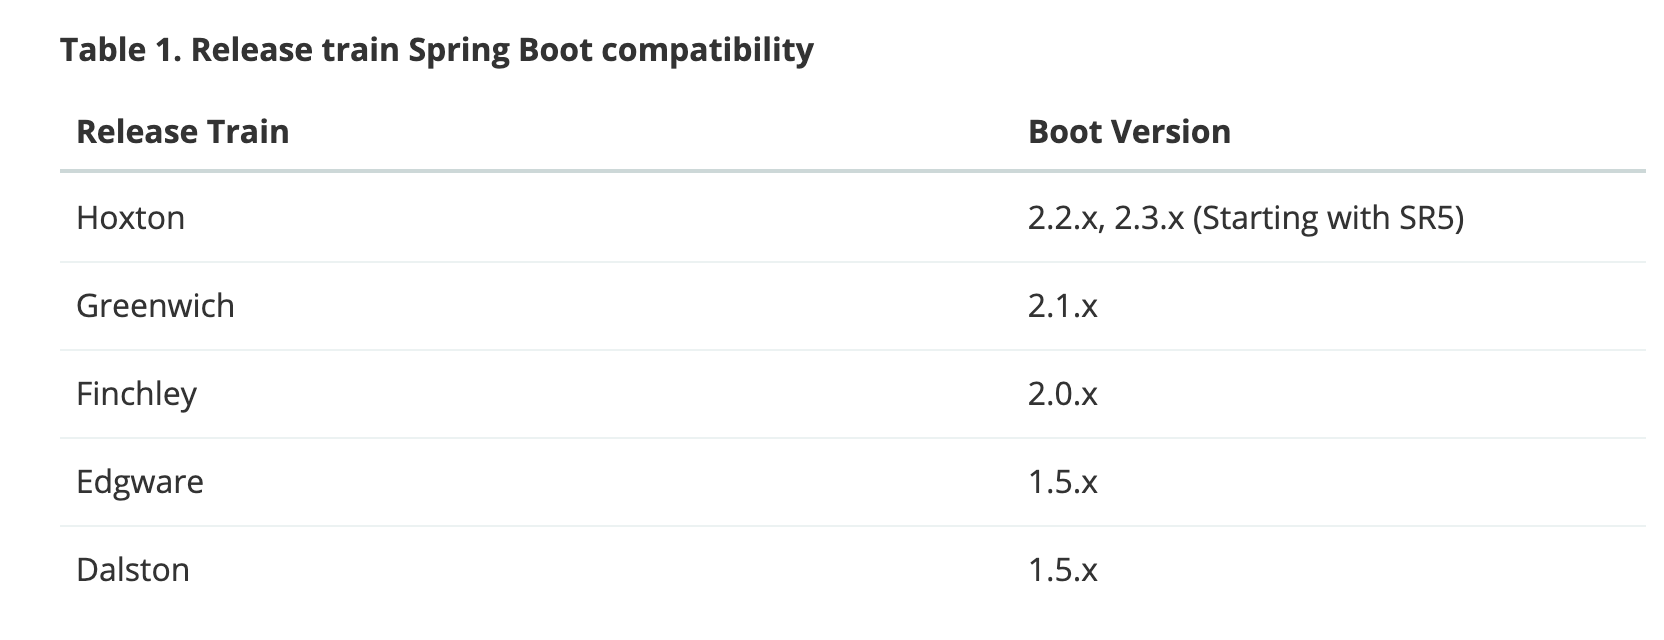 Table 1. Release train Spring Boot compatibility
Release Train Boot Version
Hoxton 2.2.x, 2.3.x (Starting with SR5)
Greenwich 2.1.x
Finchley 2.0.x
Edgware 1.5.x
Dalston 1.5.x